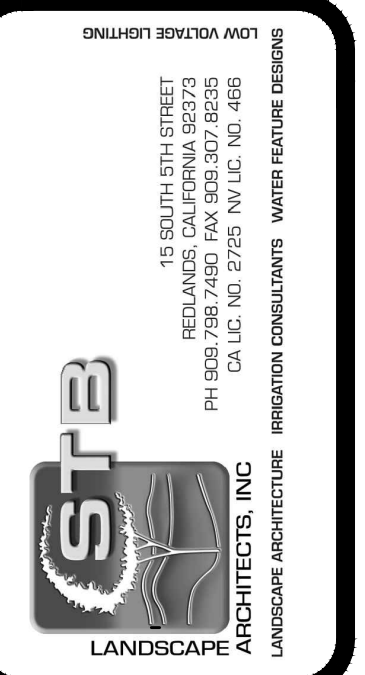 STB
LANDSCAPE
ARCHITECTS, INC
15 SOUTH 5TH STREET
REDLANDS, CALIFORNIA 92373
PH 909.798.7490 FAX 909.307.8235
CA LIC. NO. 2725 NV LIC. NO. 466
LANDSCAPE ARCHITECTURE IRRIGATION CONSULTANTS WATER FEATURE DESIGNS
LOW VOLTAGE LIGHTING